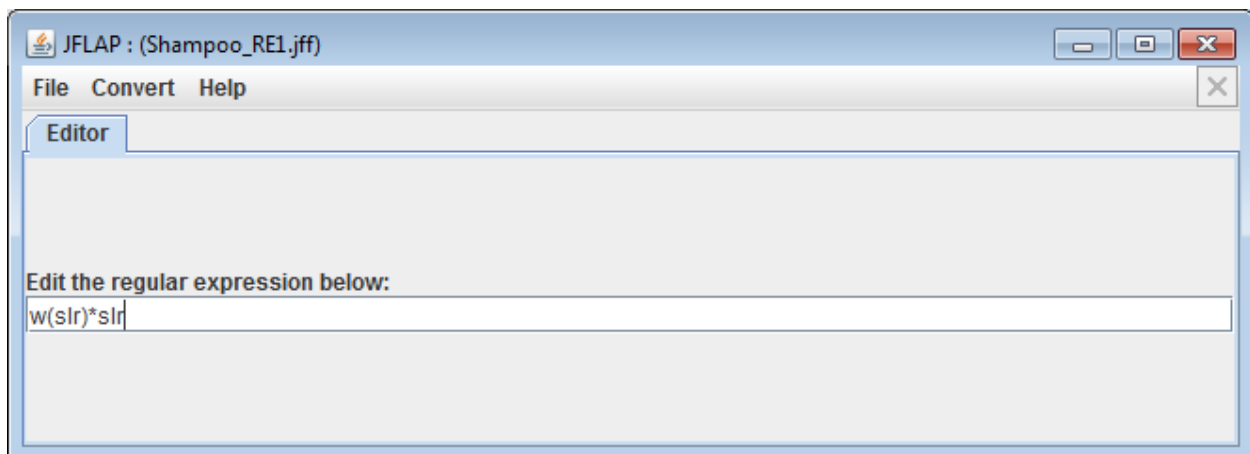 JFLAP : (Shampoo_RE1.jff)
File Convert Help
Editor
Edit the regular expression below:
w(slr)*slr